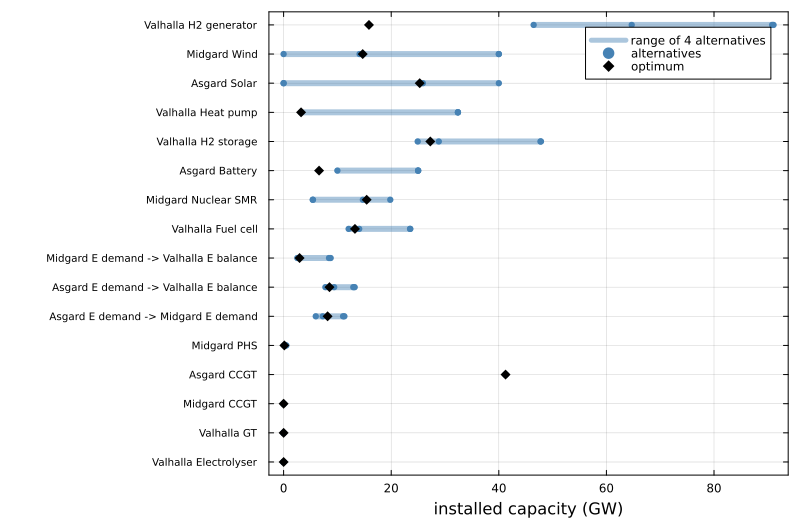 Valhalla H2 generator
Midgard Wind
Asgard Solar
Valhalla Heat pump
Valhalla H2 storage
Asgard Battery
Midgard Nuclear SMR
Valhalla Fuel cell
Midgard E demand -> Valhalla E balance
Asgard E demand -> Valhalla E balance
Asgard E demand -> Midgard E demand
Midgard PHS
Asgard CCGT
Midgard CCGT
Valhalla GT
Valhalla Electrolyser
range of 4 alternatives
alternatives
optimum
0 20 40 60 80
installed capacity (GW)